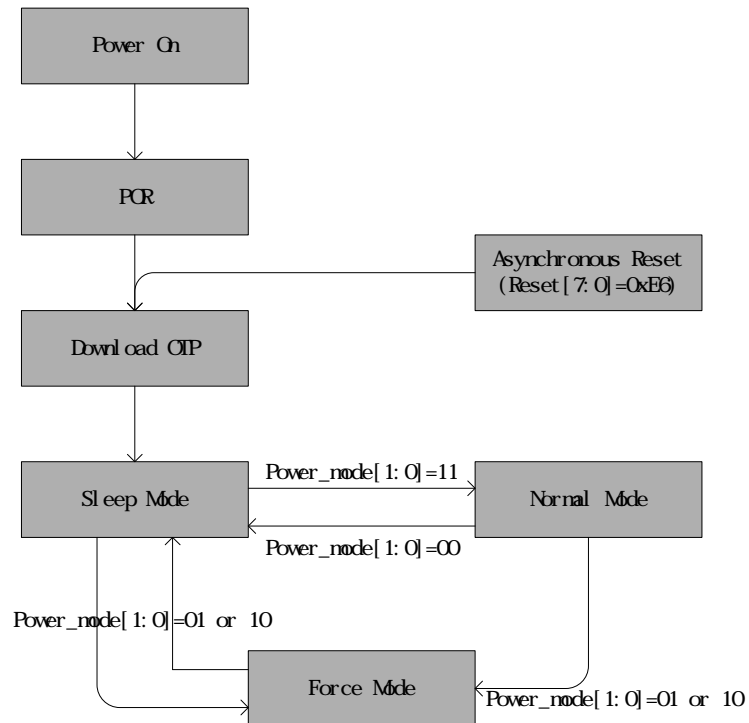 Power On
POR
Asynchronous Reset
(Reset[7:0]=0xE6)
Download OTP
Power_mode[1:0]=11
Sleep Mode
Normal Mode
Power_mode[1:0]=00
Power_mode[1:0]=01 or 10
Force Mode
Power_mode[1:0]=01 or 10